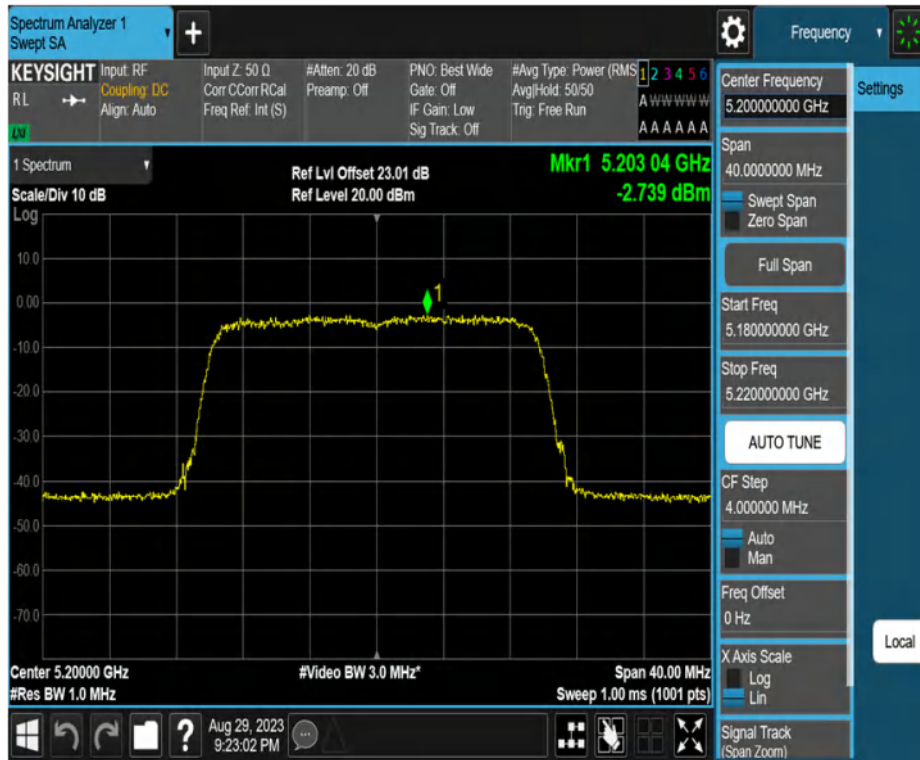 Spectrum Analyzer 1
Swept SA
+
Frequency
KEYSIGHT
RL
LXI
Input: RF
Coupling: DC
Align: Auto
Input Z: 50 Ω
Corr CCorr RCal
Freq Ref: Int (S)
#Atten: 20 dB
Preamp: Off
PNO: Best Wide
Gate: Off
IF Gain: Low
Sig Track: Off
#Avg Type: Power (RMS
Avg|Hold: 50/50
Trig: Free Run
1 2 3 4 5 6
A W W W W W
A A A A A A
1 Spectrum
Scale/Div 10 dB
Ref Lvl Offset 23.01 dB
Ref Level 20.00 dBm
Mkr1 5.203 04 GHz
-2.739 dBm
Log
10.0
0.00
-10.0
-20.0
-30.0
-40.0
-50.0
-60.0
-70.0
1
Center 5.20000 GHz
#Res BW 1.0 MHz
#Video BW 3.0 MHz*
Span 40.00 MHz
Sweep 1.00 ms (1001 pts)
?
Aug 29, 2023
9:23:02 PM
Center Frequency
5.200000000 GHz
Span
40.0000000 MHz
Swept Span
Zero Span
Full Span
Start Freq
5.180000000 GHz
Stop Freq
5.220000000 GHz
AUTO TUNE
CF Step
4.000000 MHz
Auto
Man
Freq Offset
0 Hz
X Axis Scale
Log
Lin
Signal Track
(Span Zoom)
Settings
Local